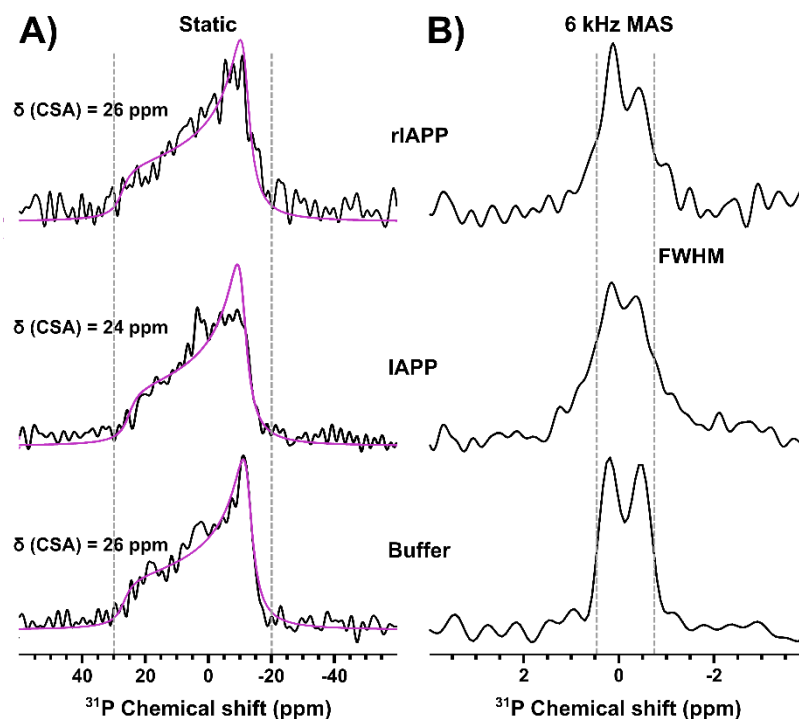 A)
Static
B)
6 kHz MAS
δ (CSA) = 26 ppm
rIAPP
FWHM
δ (CSA) = 24 ppm
IAPP
δ (CSA) = 26 ppm
Buffer
40 20 0 -20 -40
2 0 -2
³¹P Chemical shift (ppm)
³¹P Chemical shift (ppm)